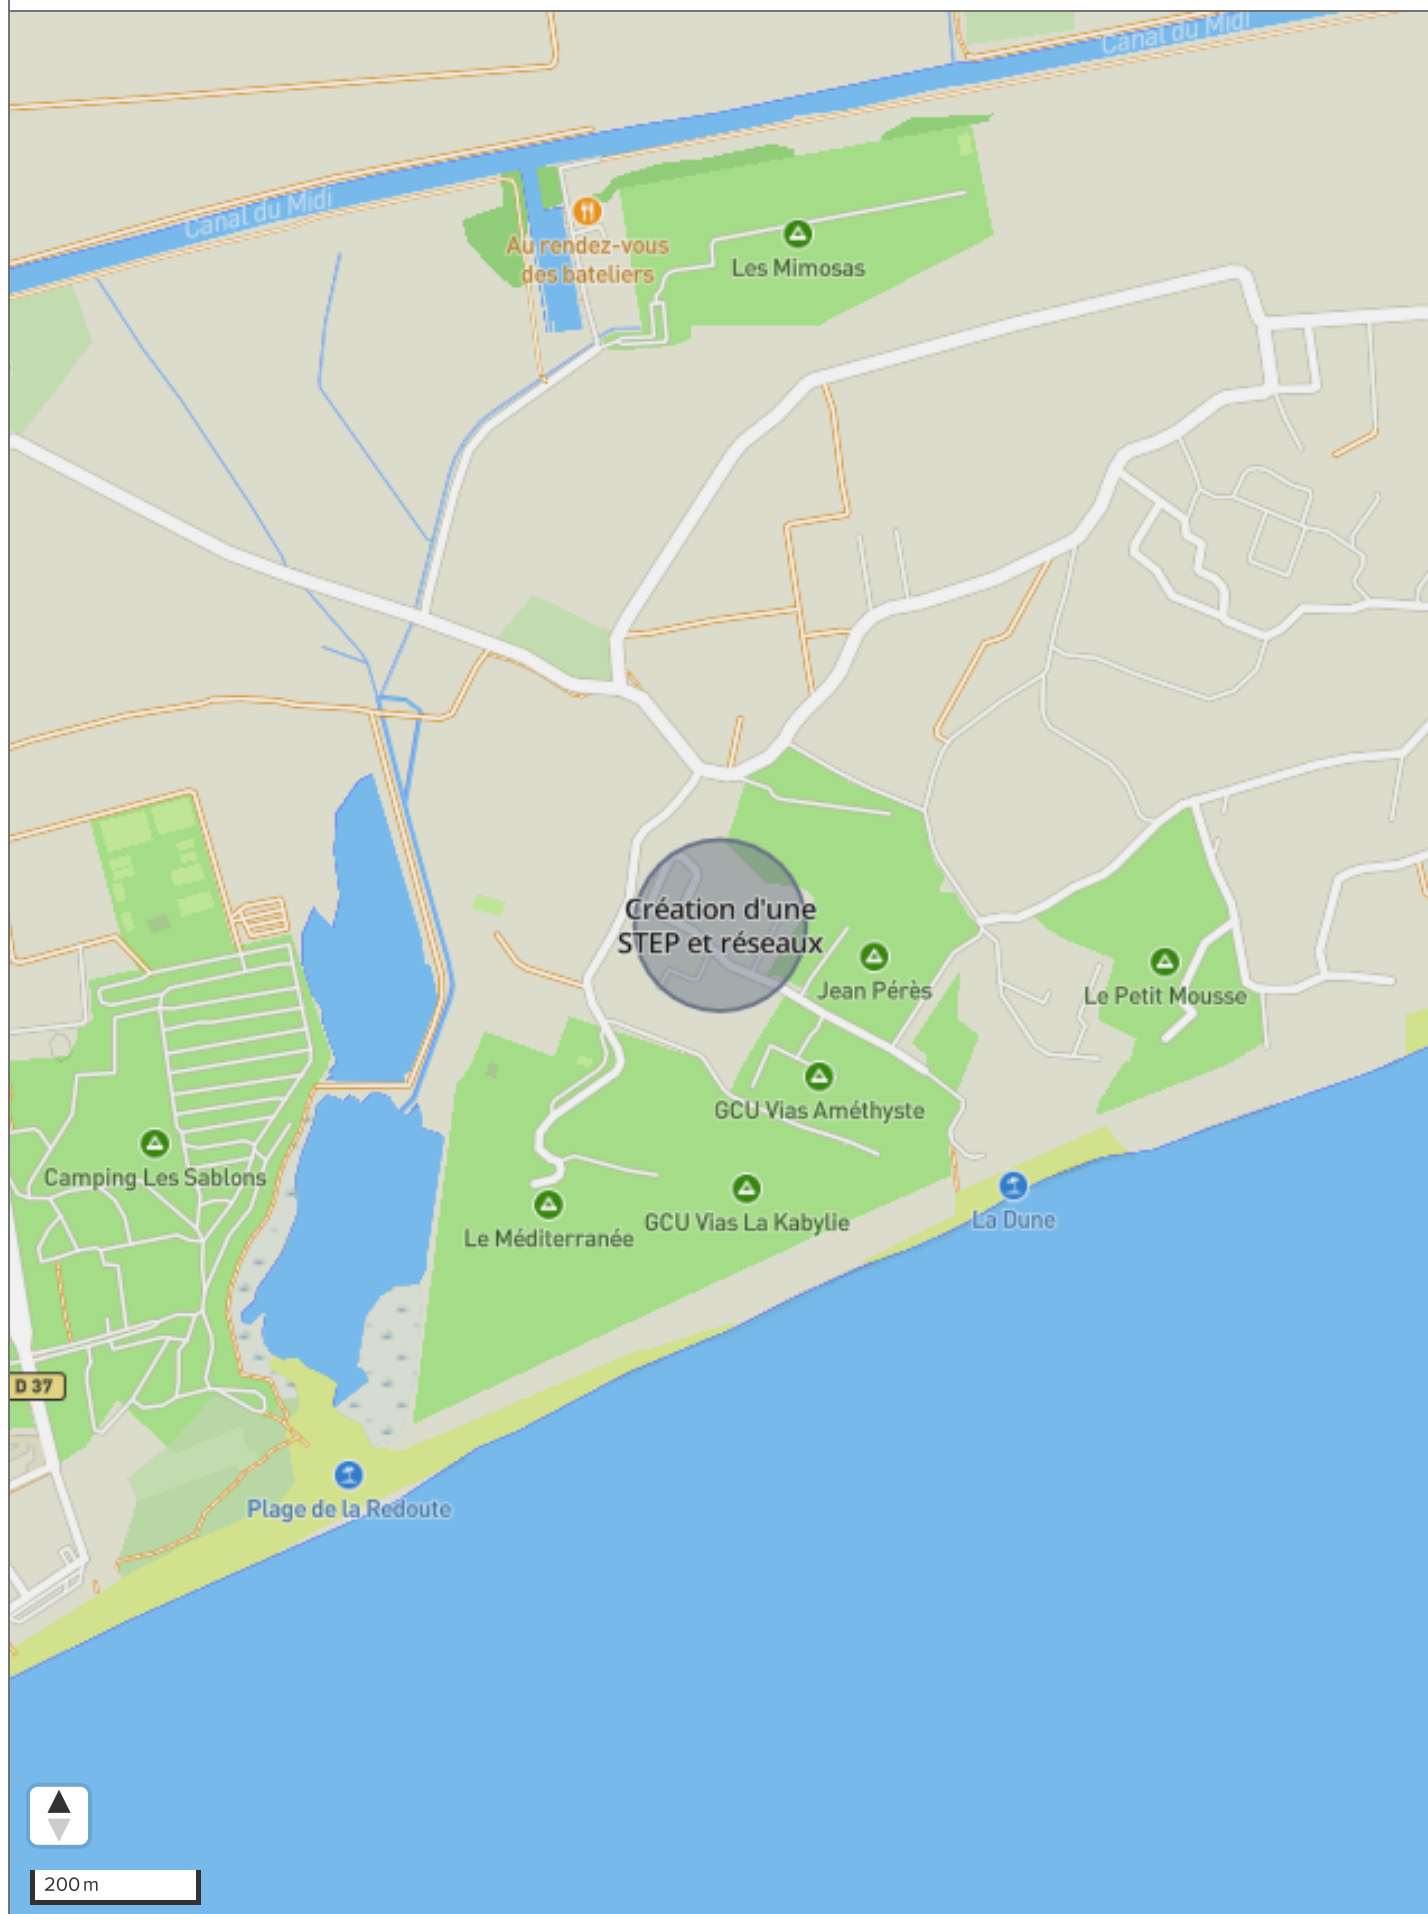 Canal du Midi
Canal du Midi
Au rendez-vous
des bateliers
Les Mimosas
Création d'une
STEP et réseaux
Jean Pérès
Le Petit Mousse
GCU Vias Améthyste
Camping Les Sablons
GCU Vias La Kabylie
Le Méditerranée
La Dune
D 37
Plage de la Redoute
200 m